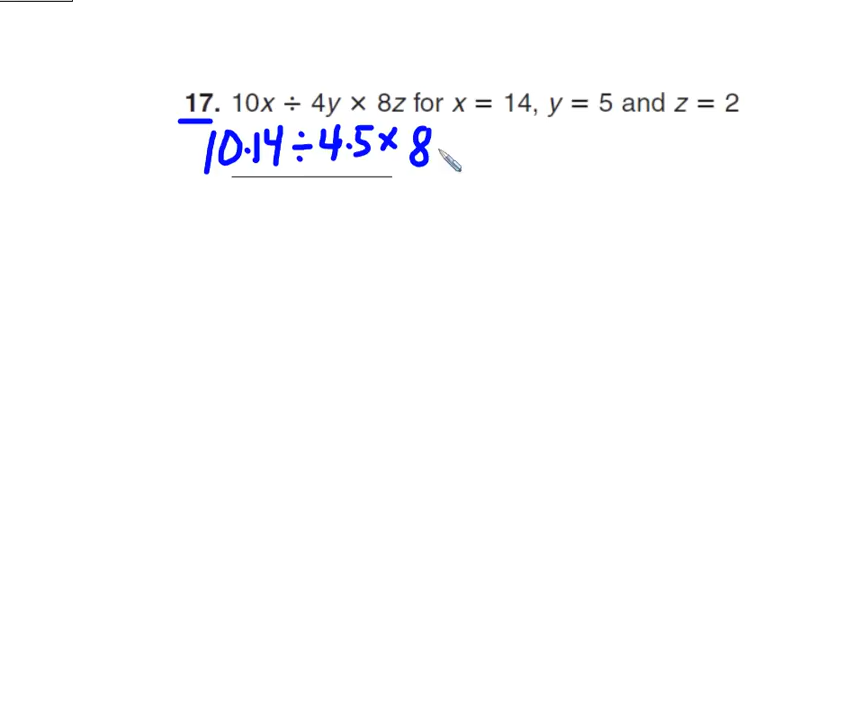 17. 10x ÷ 4y × 8z for x = 14, y = 5 and z = 2
10·14÷4·5× 8